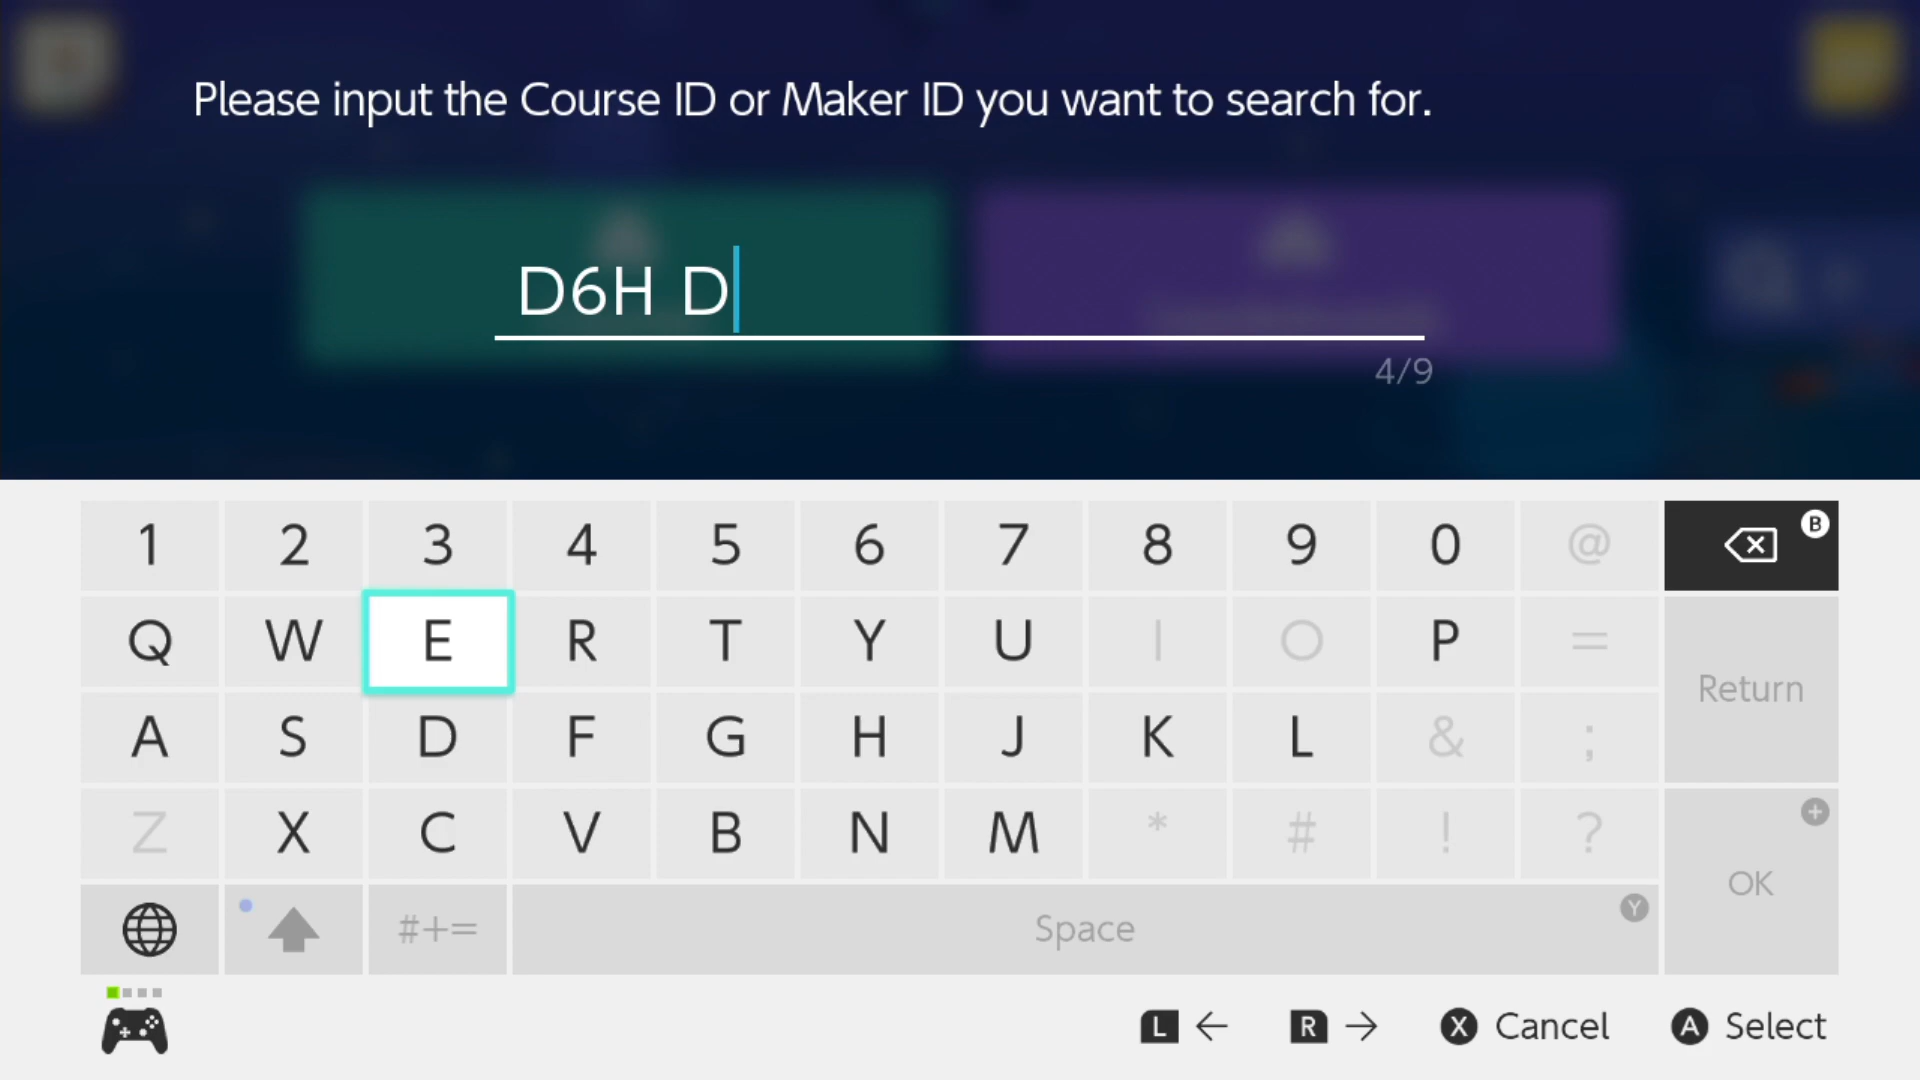 Please input the Course ID or Maker ID you want to search for.
D6H D
4/9
1 2 3 4 5 6 7 8 9 0 @ B
Q W E R T Y U I O P =
Return
A S D F G H J K L & ;
Z X C V B N M * # ! ? +
OK
#+= Space Y
L ← R → X Cancel A Select